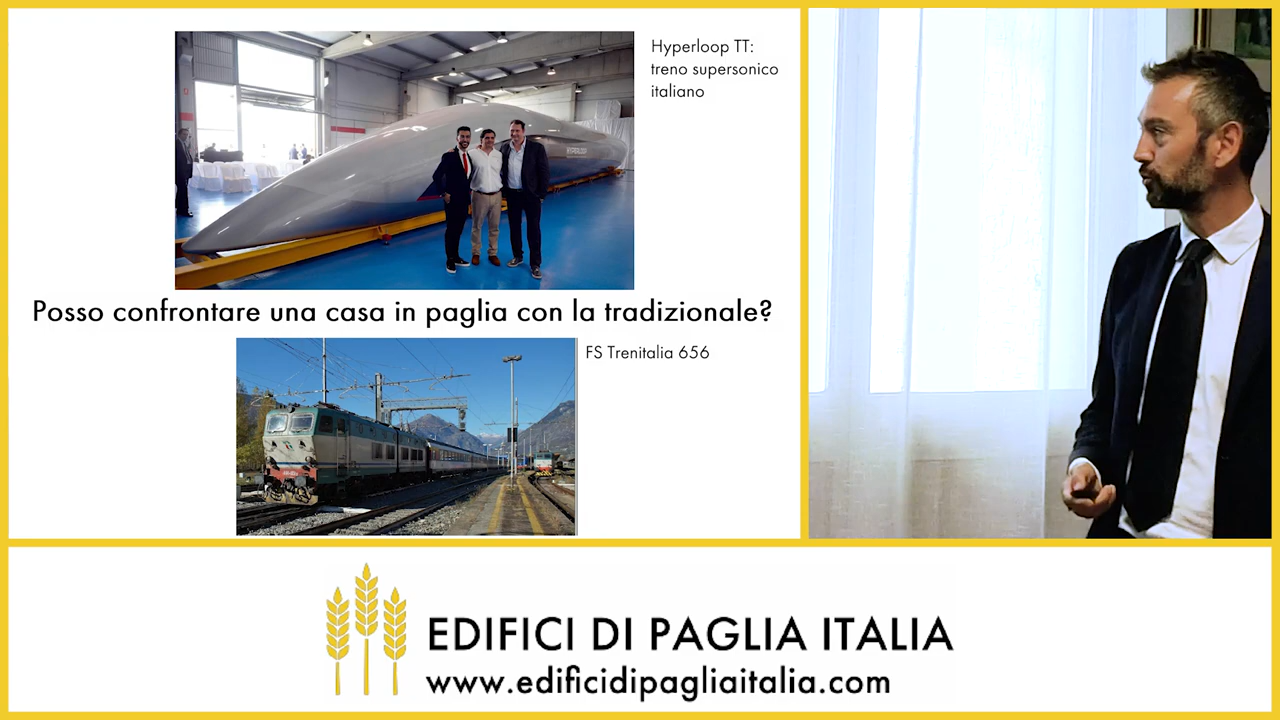 Hyperloop TT:
treno supersonico
italiano
Posso confrontare una casa in paglia con la tradizionale?
FS Trenitalia 656
EDIFICI DI PAGLIA ITALIA
www.edificidipagliaitalia.com